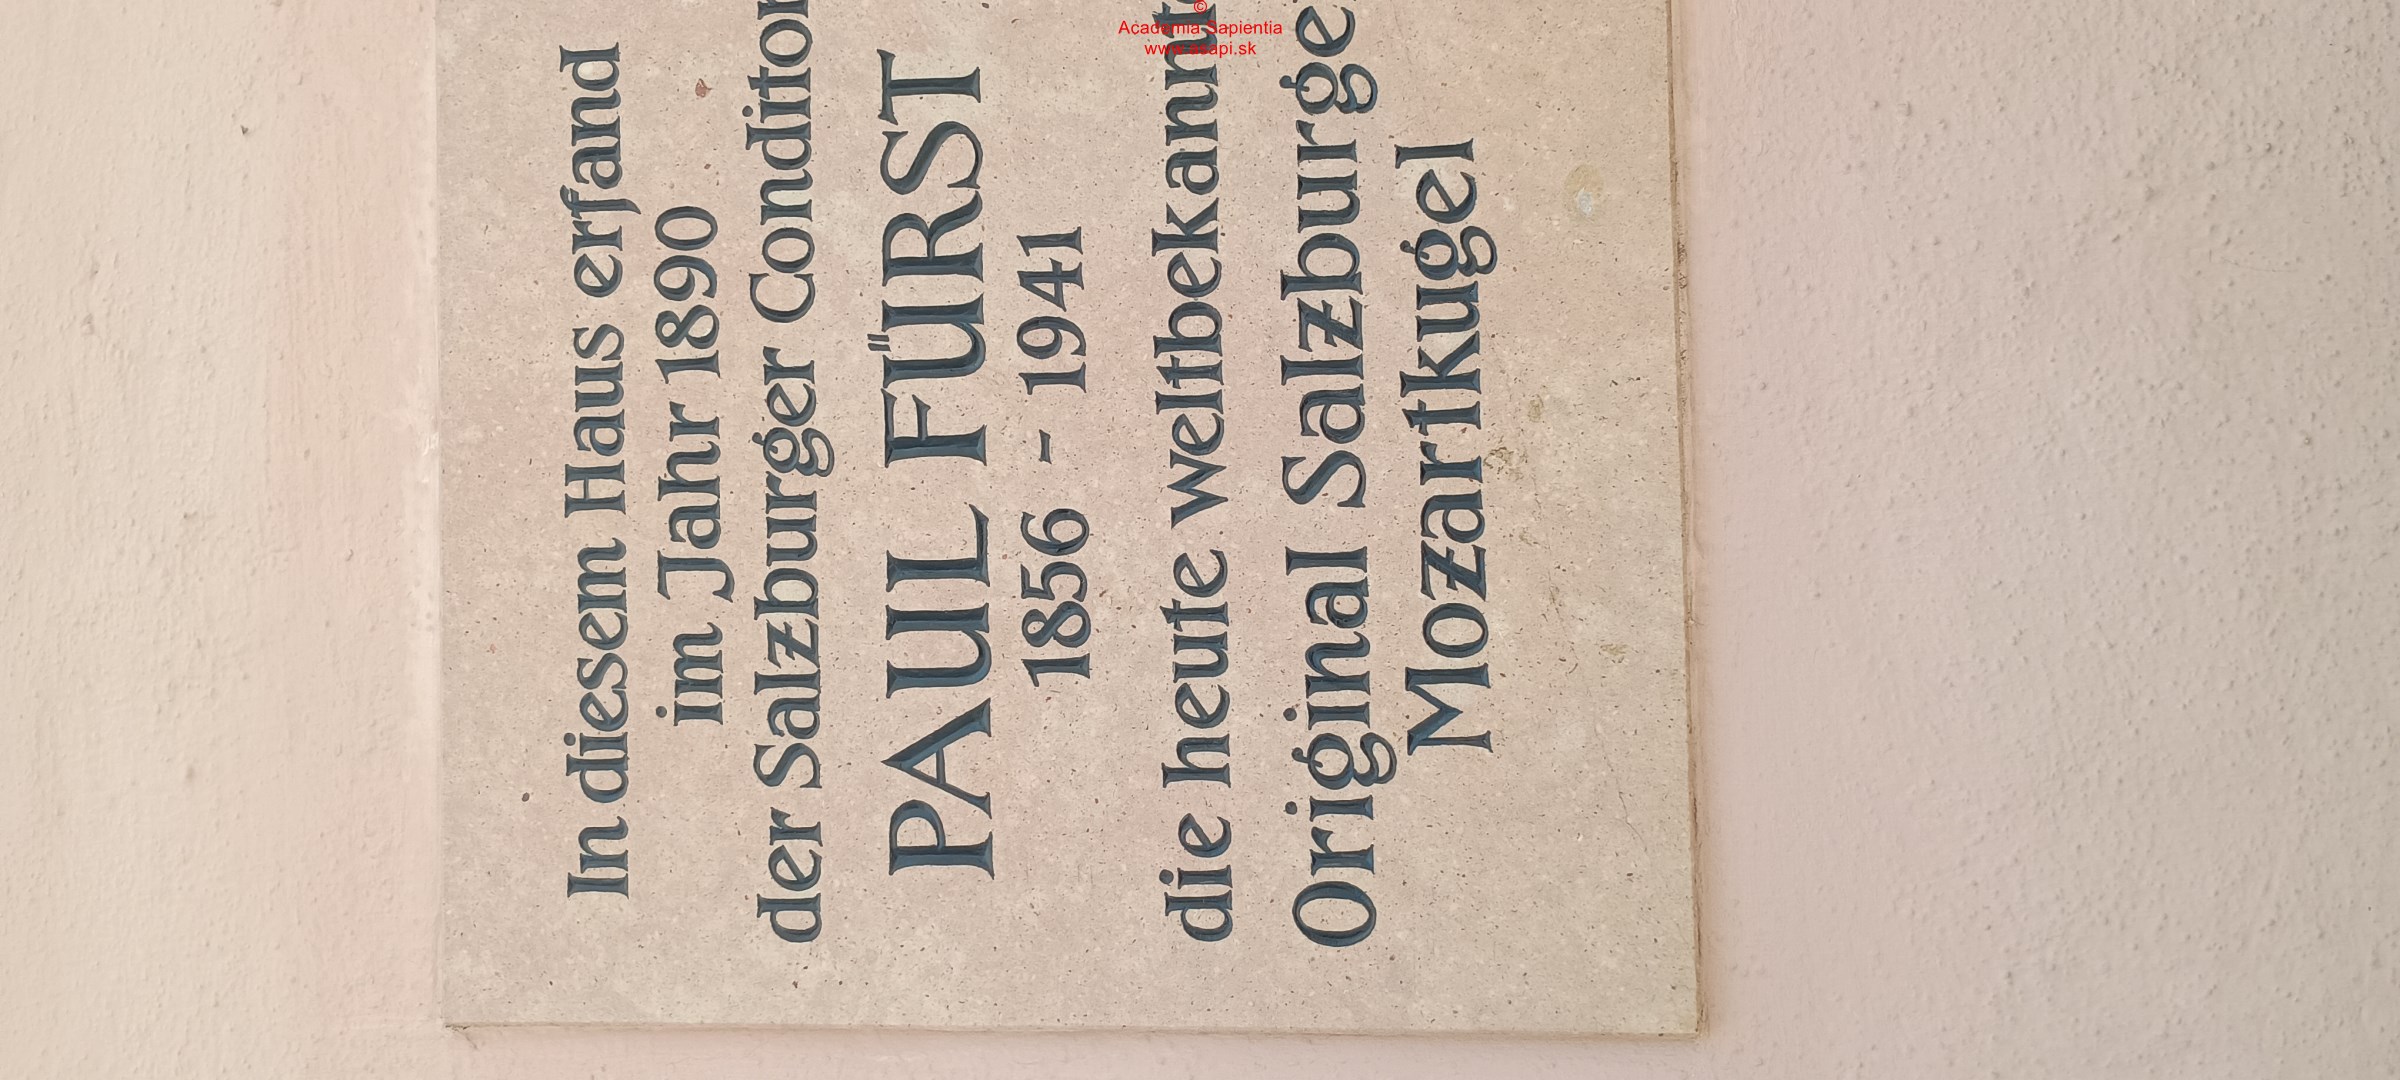 In diesem Haus erfand
im Jahr 1890
der Salzburger Conditor
PAUL FÜRST
1856 - 1941
die heute weltbekannte
Original Salzburge
Mozartkugel
©
Academia Sapientia
www.asapi.sk